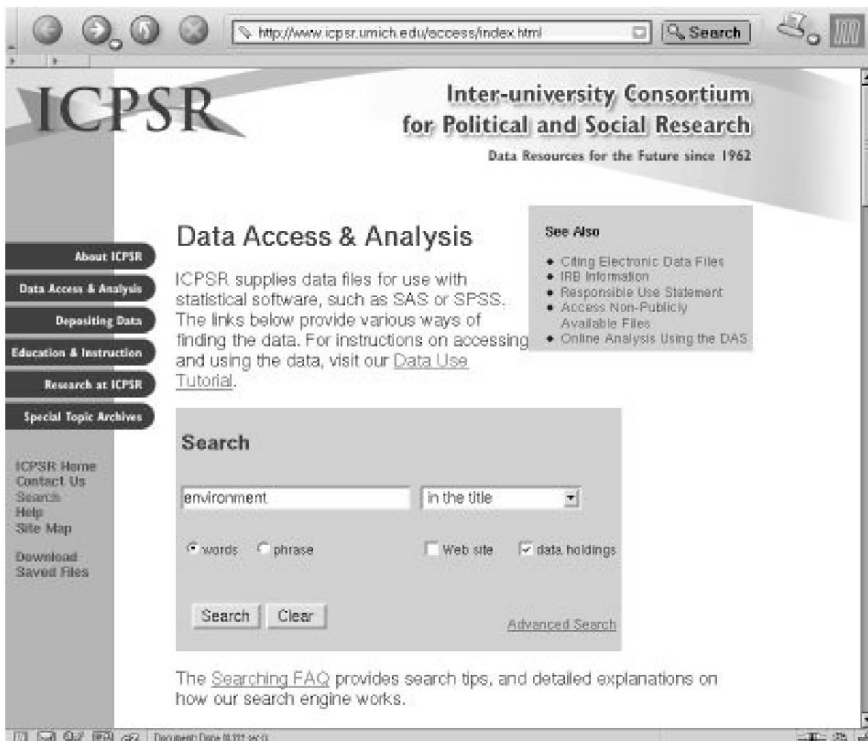 http://www.icpsr.umich.edu/access/index.html
Search
ICPSR
Inter-university Consortium
for Political and Social Research
Data Resources for the Future since 1962
About ICPSR
Data Access & Analysis
Depositing Data
Education & Instruction
Research at ICPSR
Special Topic Archives
ICPSR Home
Contact Us
Search
Help
Site Map
Download
Saved Files
Data Access & Analysis
ICPSR supplies data files for use with
statistical software, such as SAS or SPSS.
The links below provide various ways of
finding the data. For instructions on accessing
and using the data, visit our Data Use
Tutorial.
See Also
Citing Electronic Data Files
IRB Information
Responsible Use Statement
Access Non-Publicly
Available Files
Online Analysis Using the DAS
Search
environment
in the title
words phrase
Web site data holdings
Search Clear
Advanced Search
The Searching FAQ provides search tips, and detailed explanations on
how our search engine works.
Document: Done